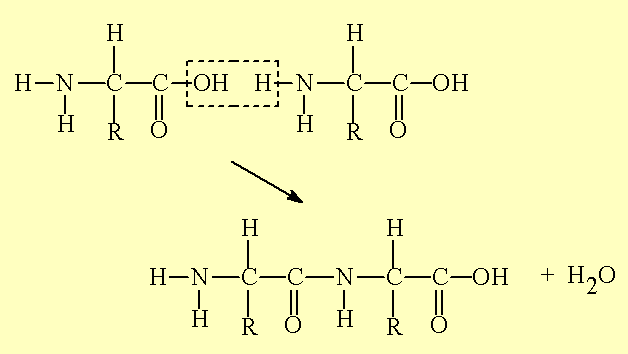 H H
H–N–C–C–OH H–N–C–C–OH
H R O H R O
H H
H–N–C–C–N–C–C–OH + H₂O
H R O H R O